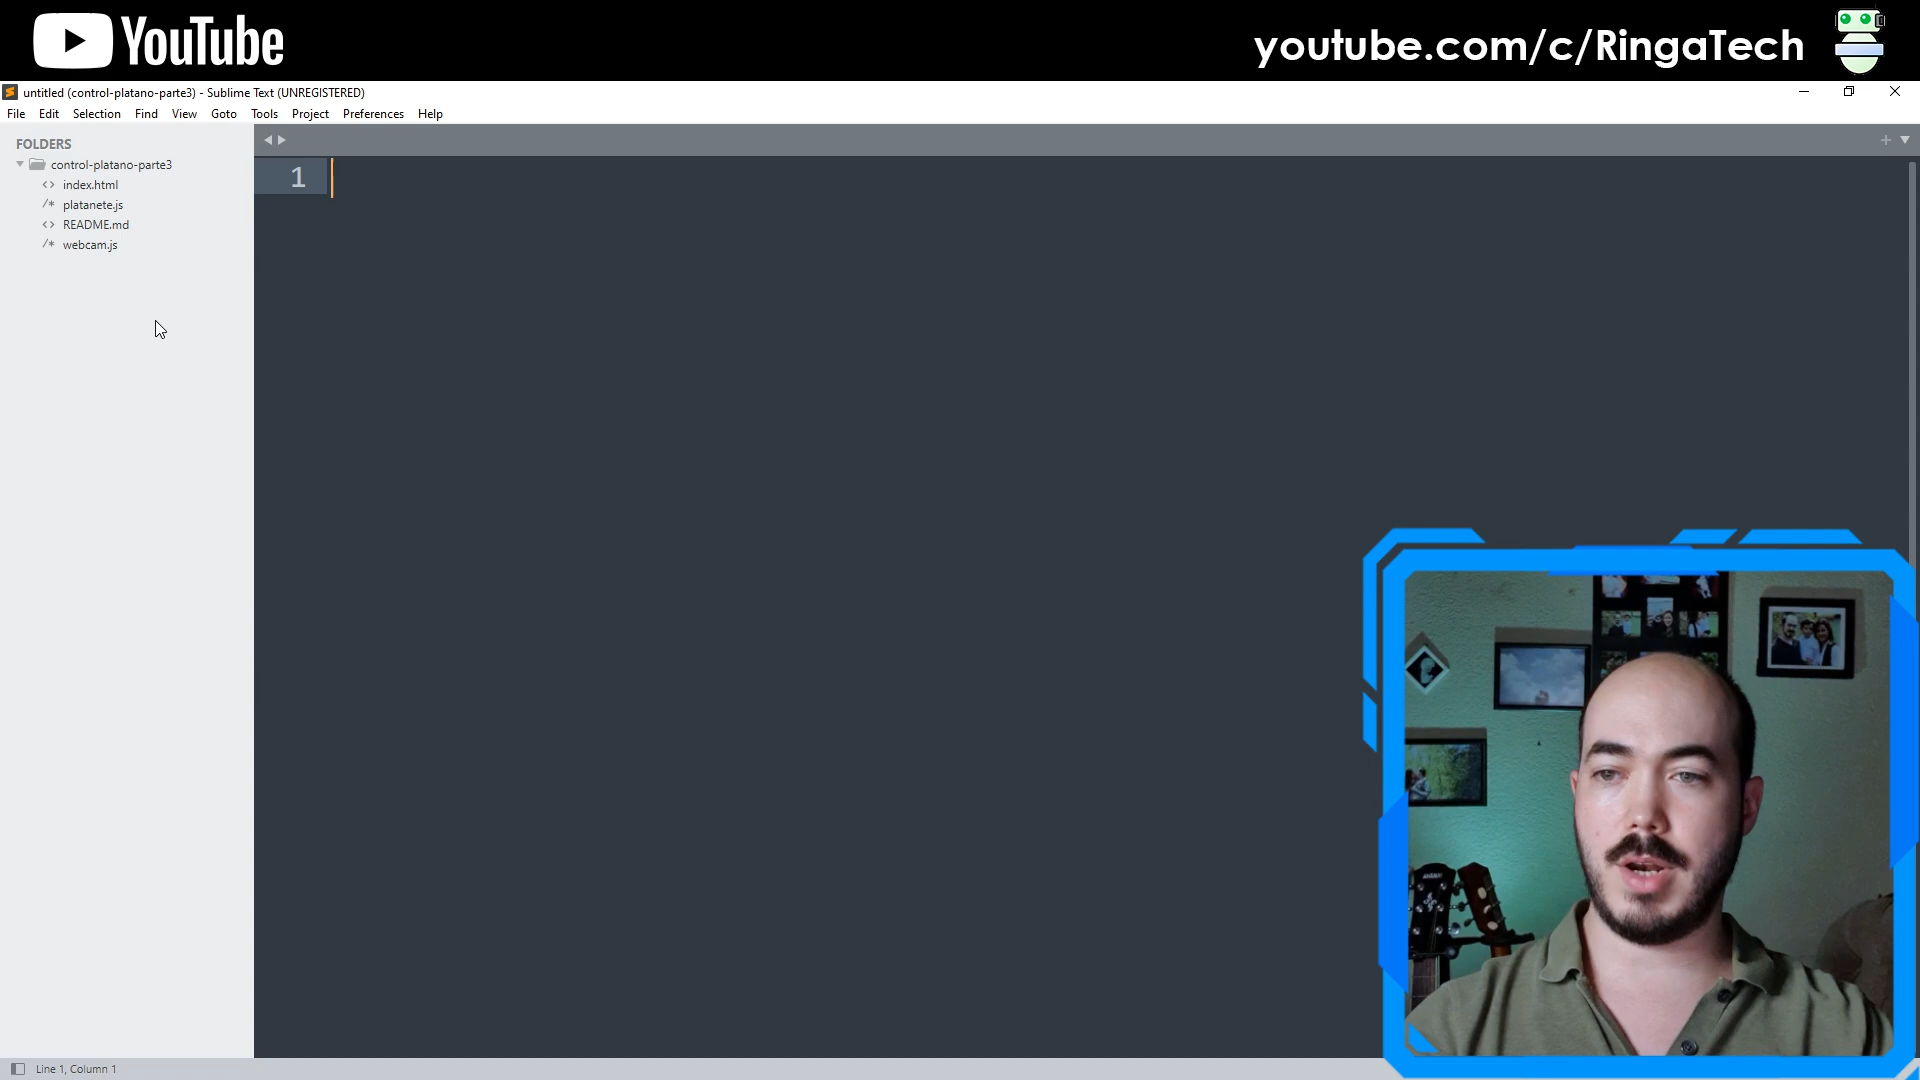 YouTube
youtube.com/c/RingaTech
untitled (control-platano-parte3) - Sublime Text (UNREGISTERED)
File Edit Selection Find View Goto Tools Project Preferences Help
FOLDERS
control-platano-parte3
<> index.html
/* platanete.js
<> README.md
/* webcam.js
1
Line 1, Column 1